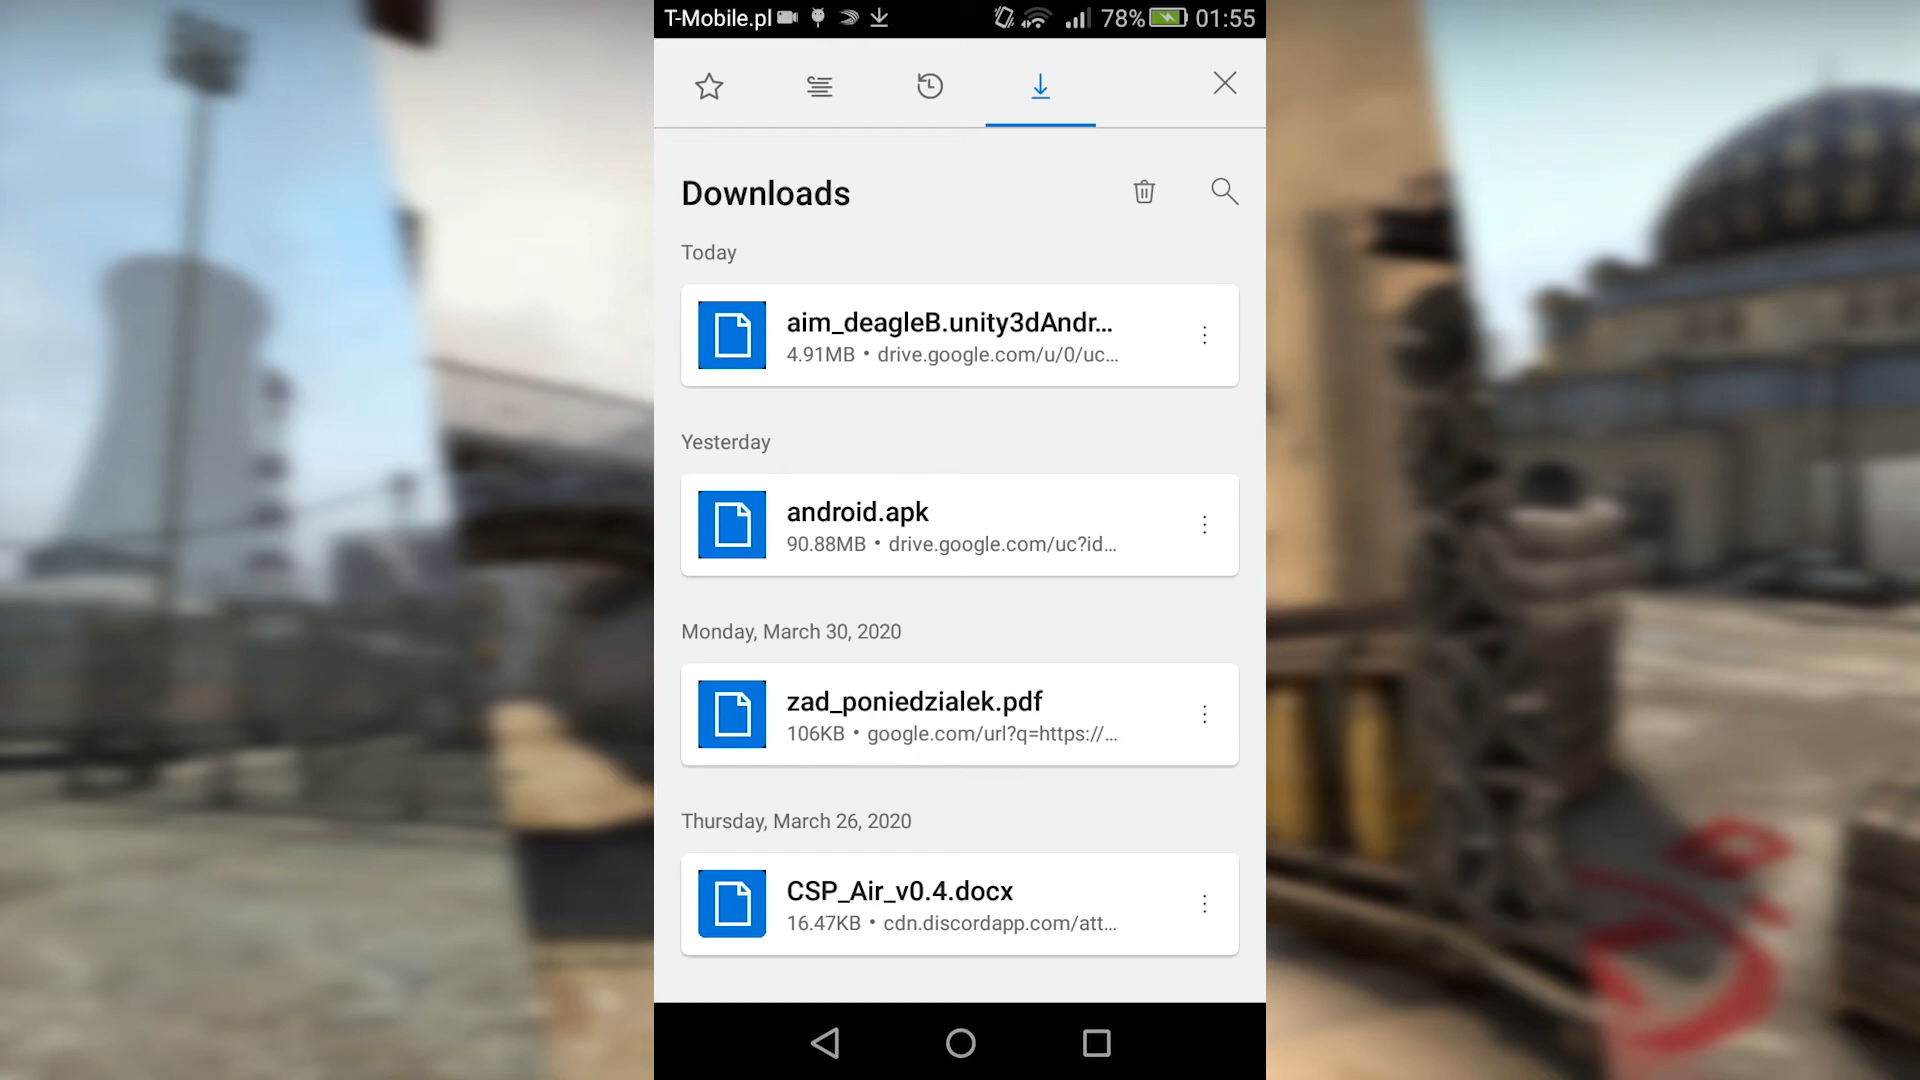 T-Mobile.pl 78% 01:55
Downloads
Today
aim_deagleB.unity3dAndr...
4.91MB • drive.google.com/u/0/uc...
Yesterday
android.apk
90.88MB • drive.google.com/uc?id...
Monday, March 30, 2020
zad_poniedzialek.pdf
106KB • google.com/url?q=https://...
Thursday, March 26, 2020
CSP_Air_v0.4.docx
16.47KB • cdn.discordapp.com/att...